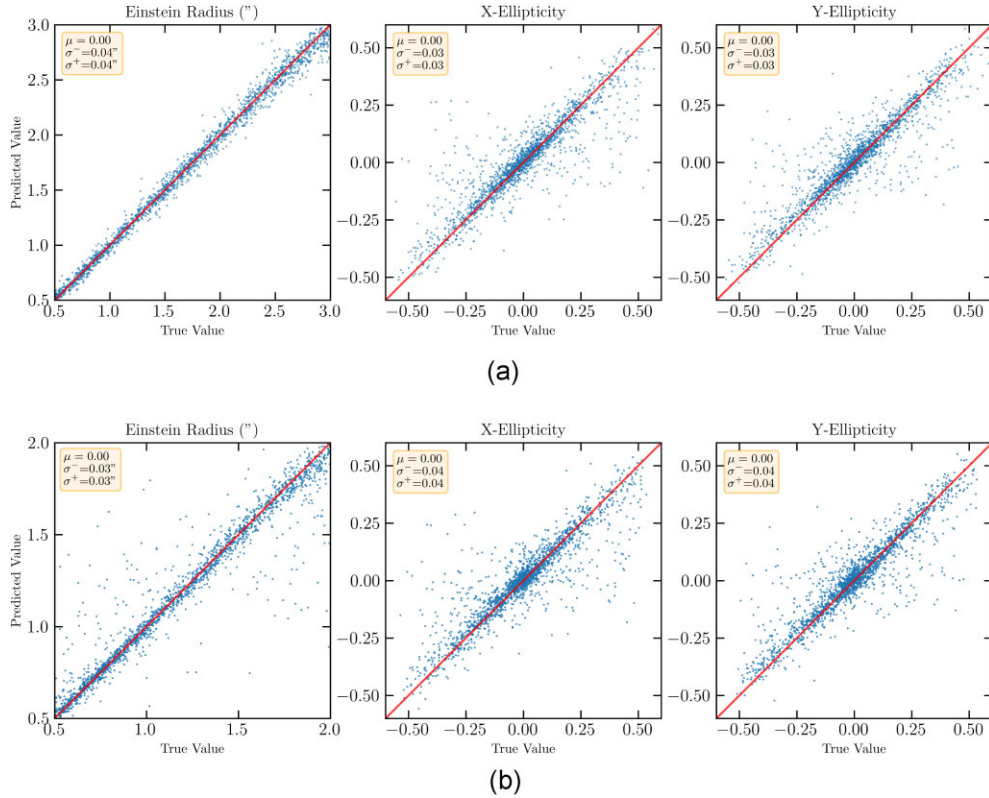 Einstein Radius (")
X-Ellipticity
Y-Ellipticity
3.0
2.5
2.0
1.5
1.0
0.5
Predicted Value
μ = 0.00
σ⁻=0.04"
σ⁺=0.04"
0.5 1.0 1.5 2.0 2.5 3.0
True Value
0.50
0.25
0.00
−0.25
−0.50
μ = 0.00
σ⁻=0.03
σ⁺=0.03
−0.50 −0.25 0.00 0.25 0.50
True Value
0.50
0.25
0.00
−0.25
−0.50
μ = 0.00
σ⁻=0.03
σ⁺=0.03
−0.50 −0.25 0.00 0.25 0.50
True Value
(a)
Einstein Radius (")
X-Ellipticity
Y-Ellipticity
2.0
1.5
1.0
0.5
Predicted Value
μ = 0.00
σ⁻=0.03"
σ⁺=0.03"
0.5 1.0 1.5 2.0
True Value
0.50
0.25
0.00
−0.25
−0.50
μ = 0.00
σ⁻=0.04
σ⁺=0.04
−0.50 −0.25 0.00 0.25 0.50
True Value
0.50
0.25
0.00
−0.25
−0.50
μ = 0.00
σ⁻=0.04
σ⁺=0.04
−0.50 −0.25 0.00 0.25 0.50
True Value
(b)